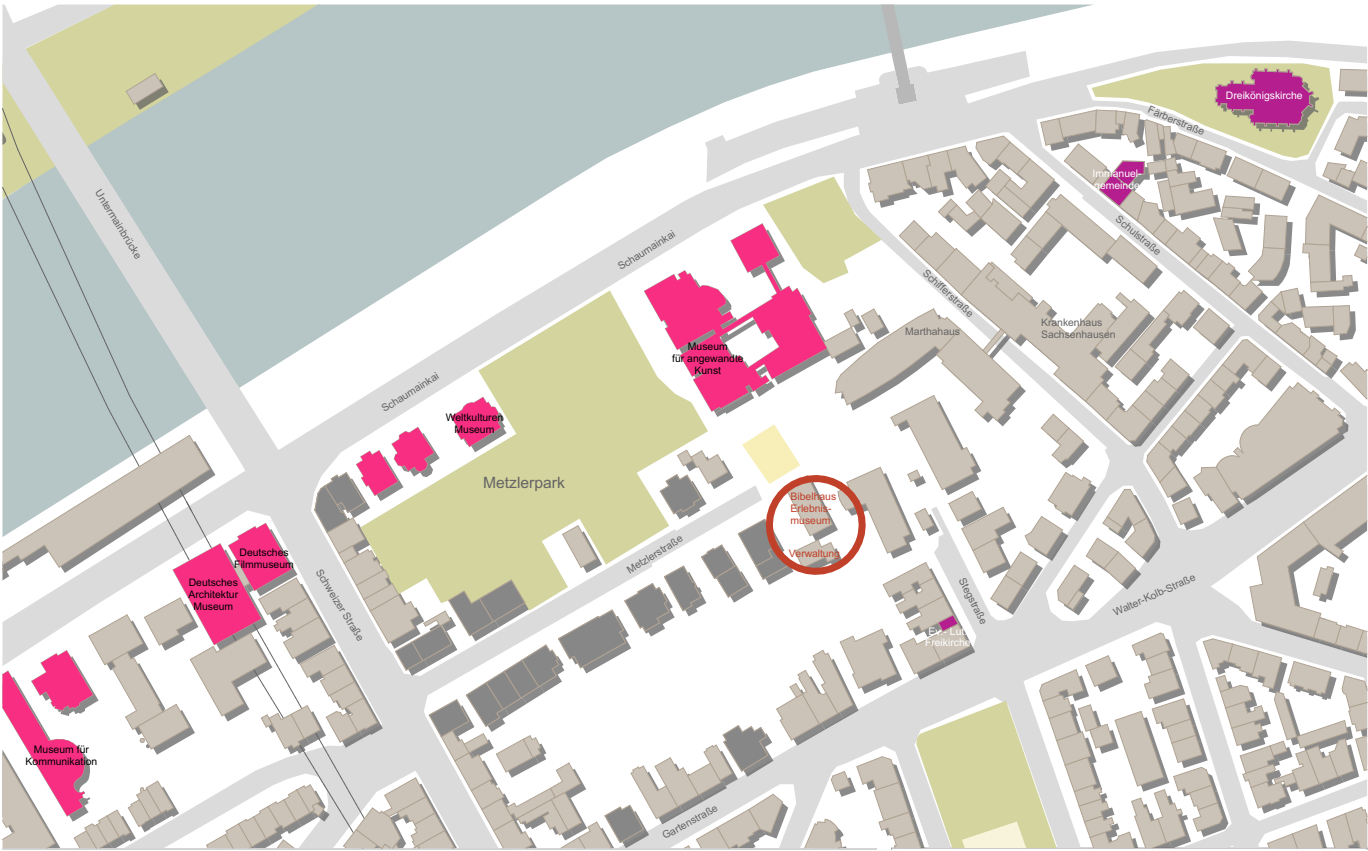 Dreikönigskirche
Färberstraße
Immanuel-
gemeinde
Schulstraße
Untermainbrücke
Schaumainkai
Schifferstraße
Krankenhaus
Sachsenhausen
Marthahaus
Museum
für angewandte
Kunst
Schaumainkai
Weltkulturen
Museum
Metzlerpark
Bibelhaus
Erlebnis-
museum
Verwaltung
Metzlerstraße
Deutsches
Filmmuseum
Deutsches
Architektur
Museum
Schweizer Straße
Stegstraße
Walter-Kolb-Straße
Ev.- Luth
Freikirche
Museum für
Kommunikation
Gartenstraße